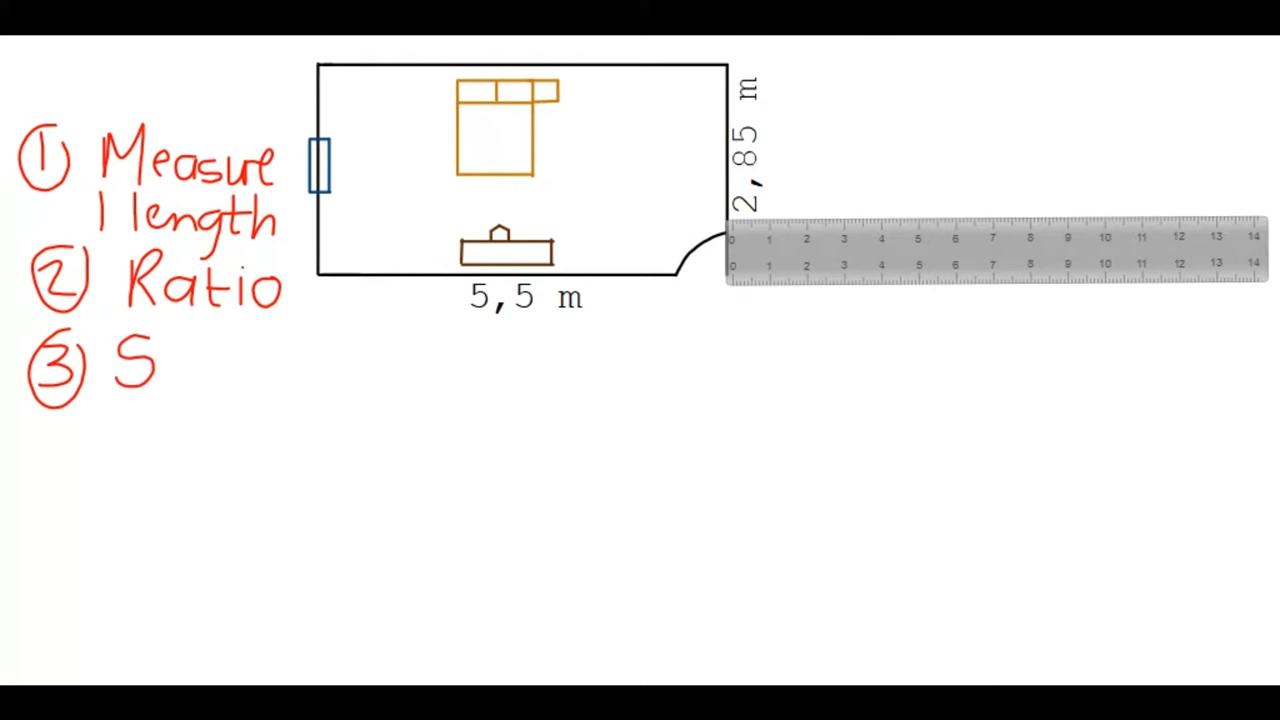 ① Measure
1 length
② Ratio
③ S
2,85 m
5,5 m
0 1 2 3 4 5 6 7 8 9 10 11 12 13 14
0 1 2 3 4 5 6 7 8 9 10 11 12 13 14